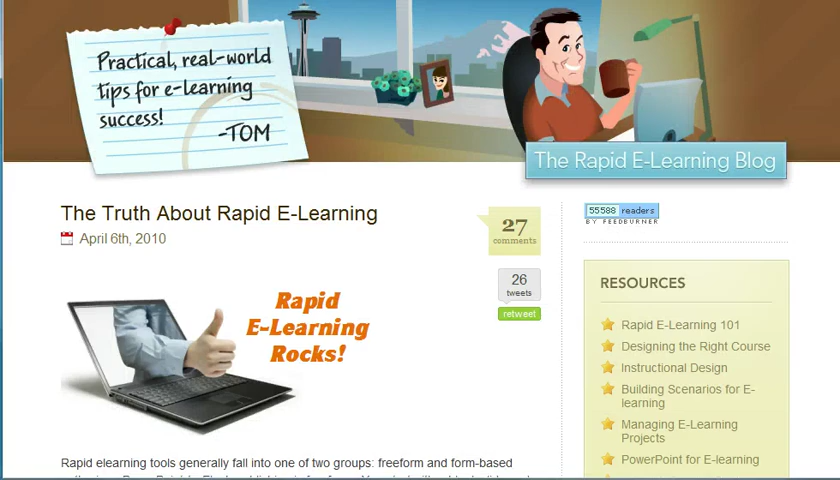 Practical, real-world
tips for e-learning
success!
-TOM
The Rapid E-Learning Blog
The Truth About Rapid E-Learning
April 6th, 2010
27
comments
26
tweets
retweet
Rapid
E-Learning
Rocks!
Rapid elearning tools generally fall into one of two groups: freeform and form-based
55588 readers
BY FEEDBURNER
RESOURCES
Rapid E-Learning 101
Designing the Right Course
Instructional Design
Building Scenarios for E-
learning
Managing E-Learning
Projects
PowerPoint for E-learning